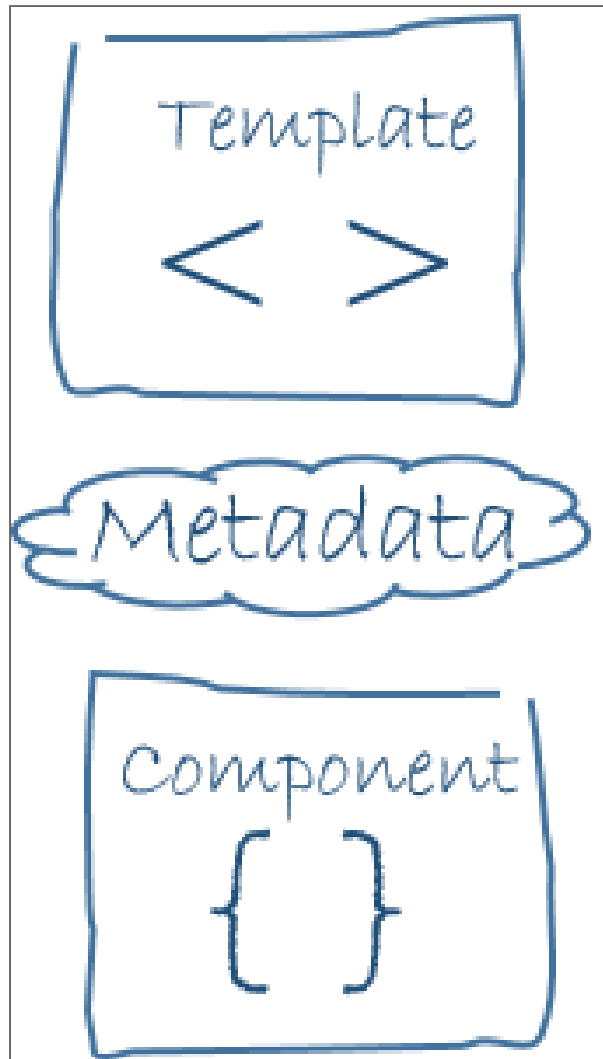 Template
< >
Metadata
Component
{ }